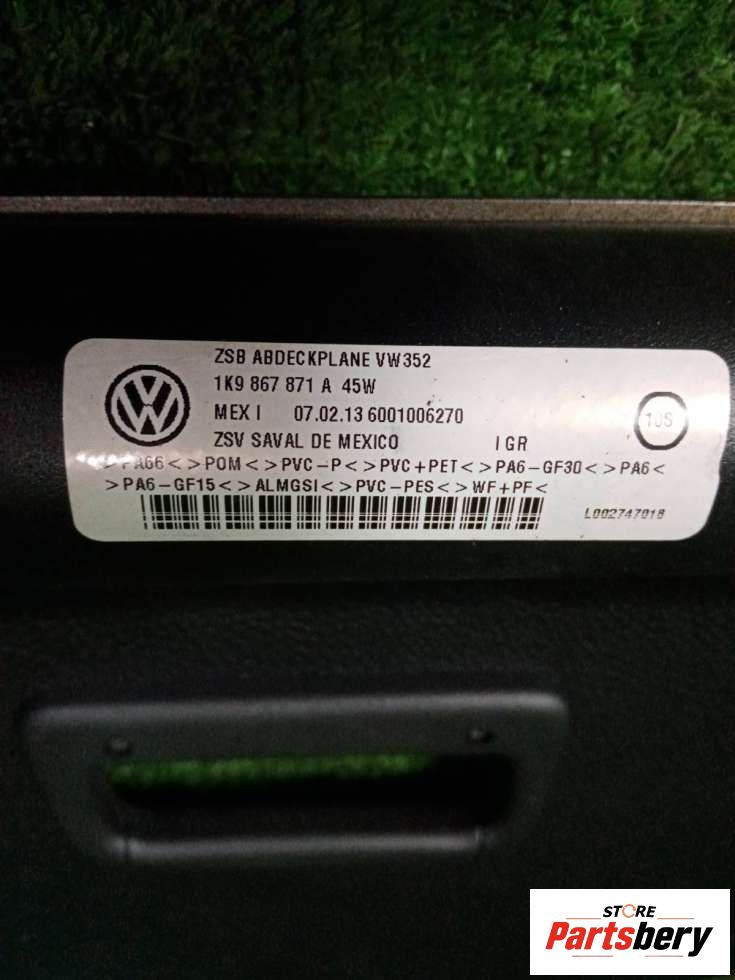 ZSB ABDECKPLANE VW352
1K9 867 871 A 45W
MEX I 07.02.13 6001006270
ZSV SAVAL DE MEXICO I GR
10S
>PA66<>POM<>PVC-P<>PVC+PET<>PA6-GF30<>PA6<
>PA6-GF15<>ALMGSI<>PVC-PES<>WF+PF<
L002747018
STORE
Partsbery